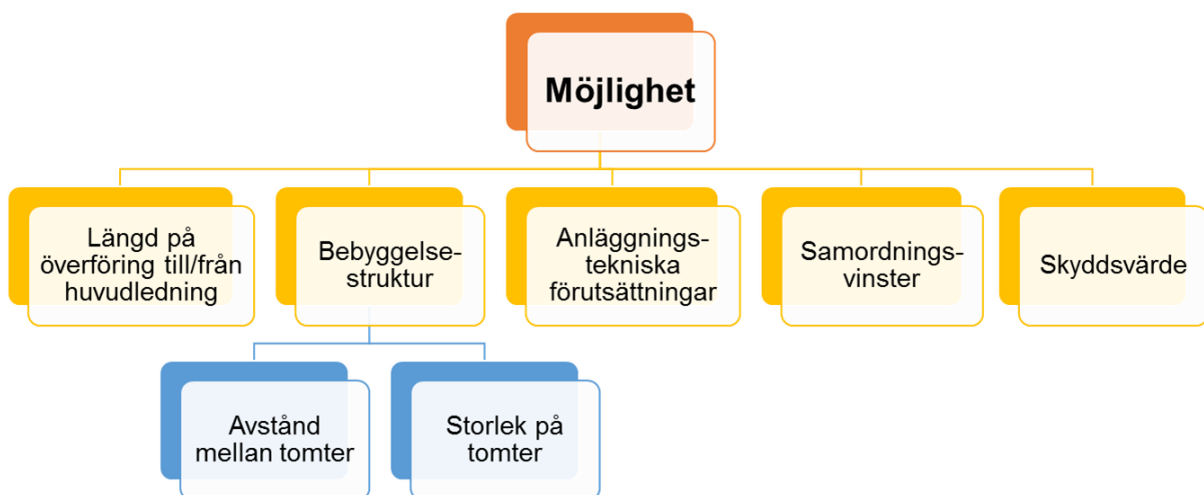 Möjlighet
Längd på
överföring till/från
huvudledning
Bebyggelse-
struktur
Anläggnings-
tekniska
förutsättningar
Samordnings-
vinster
Skyddsvärde
Avstånd
mellan tomter
Storlek på
tomter